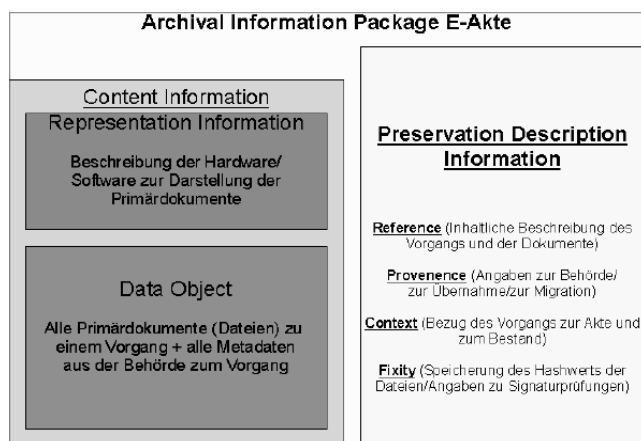 Archival Information Package E-Akte
Content Information
Representation Information
Beschreibung der Hardware/
Software zur Darstellung der
Primärdokumente
Data Object
Alle Primärdokumente (Dateien) zu
einem Vorgang + alle Metadaten
aus der Behörde zum Vorgang
Preservation Description
Information
Reference (Inhaltliche Beschreibung des
Vorgangs und der Dokumente)
Provenence (Angaben zur Behörde/
zur Übernahme/zur Migration)
Context (Bezug des Vorgangs zur Akte und
zum Bestand)
Fixity (Speicherung des Hashwerts der
Dateien/Angaben zu Signaturprüfungen)